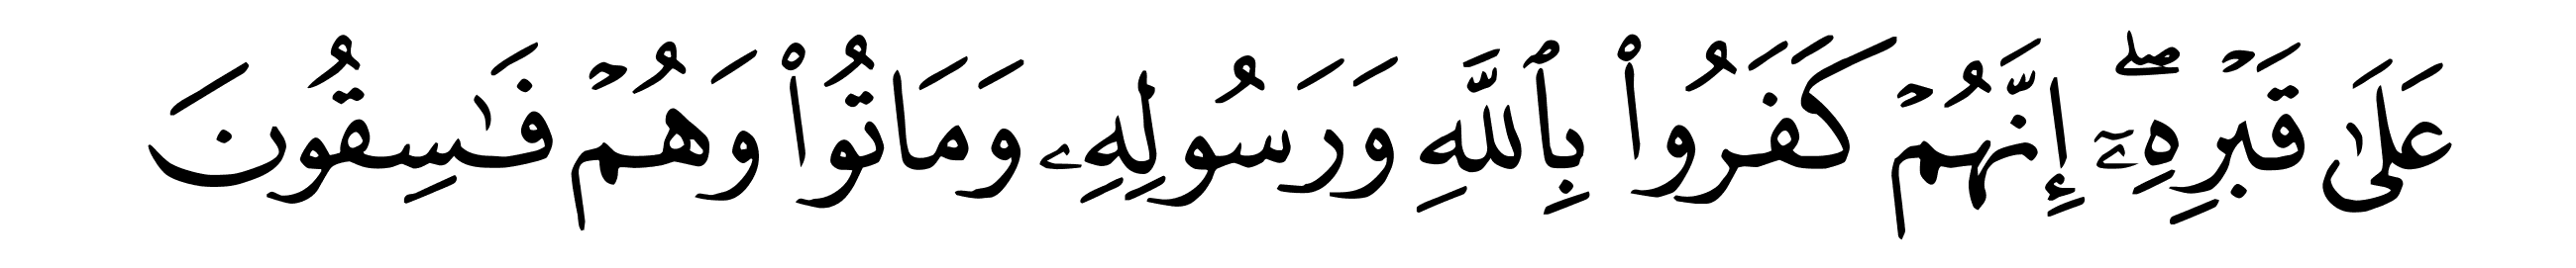 عَلَىٰ قَبْرِهِۦٓ ۖ إِنَّهُمْ كَفَرُوا۟ بِٱللَّهِ وَرَسُولِهِۦ وَمَاتُوا۟ وَهُمْ فَـٰسِقُونَ